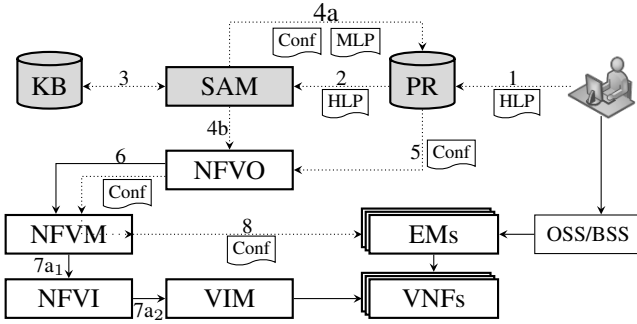 4a
Conf MLP
KB 3 SAM 2 PR 1
HLP HLP
4b
5 Conf
6 NFVO
Conf
NFVM 8 EMs OSS/BSS
Conf
7a1
NFVI 7a2 VIM VNFs